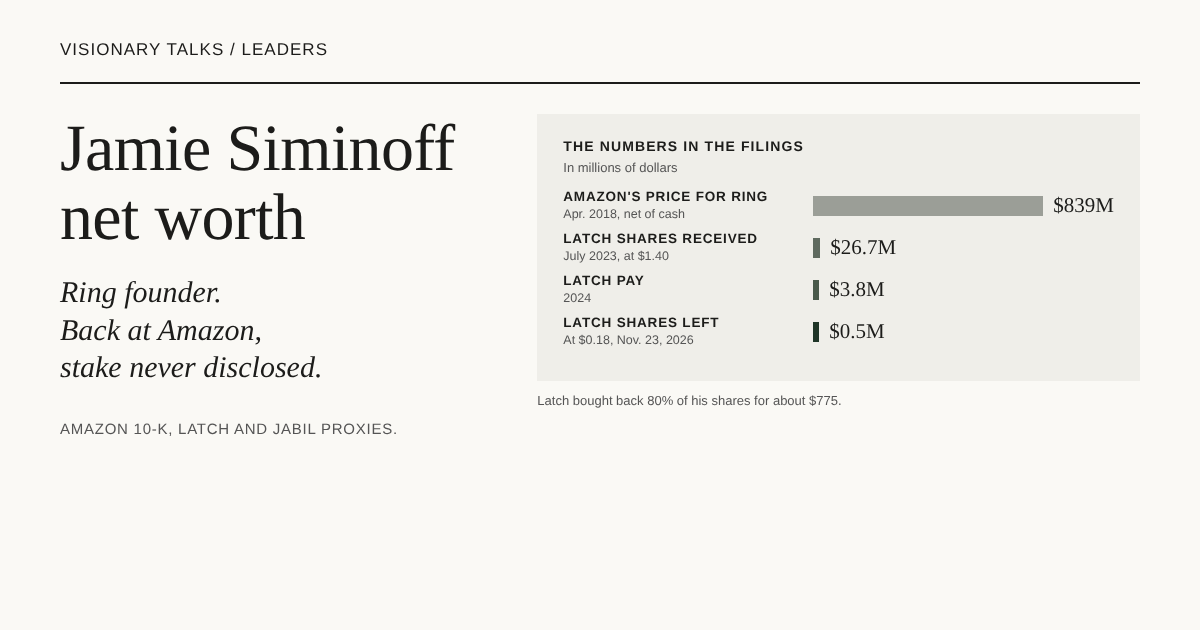 VISIONARY TALKS / LEADERS
Jamie Siminoff
net worth
Ring founder.
Back at Amazon,
stake never disclosed.
AMAZON 10-K, LATCH AND JABIL PROXIES.
THE NUMBERS IN THE FILINGS
In millions of dollars
AMAZON'S PRICE FOR RING
Apr. 2018, net of cash
$839M
LATCH SHARES RECEIVED
July 2023, at $1.40
$26.7M
LATCH PAY
2024
$3.8M
LATCH SHARES LEFT
At $0.18, Nov. 23, 2026
$0.5M
Latch bought back 80% of his shares for about $775.